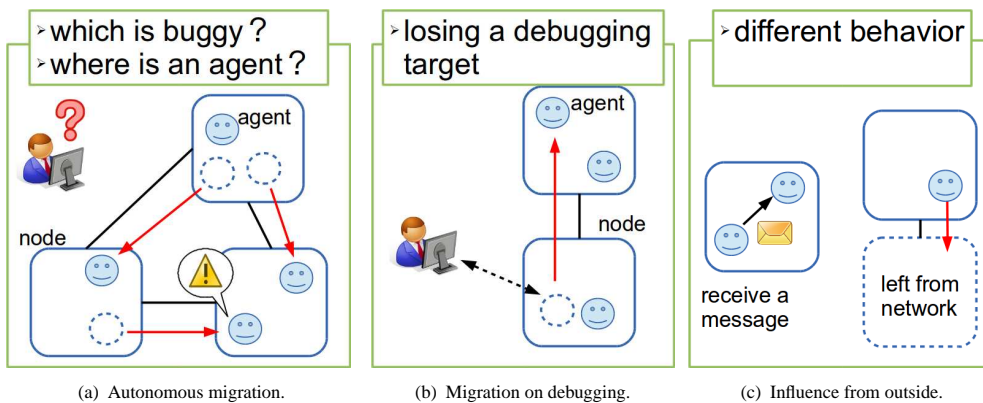 ➢ which is buggy？
➢ where is an agent？
agent
node
(a) Autonomous migration.
➢ losing a debugging
target
node
(b) Migration on debugging.
➢ different behavior
receive a
message
left from
network
(c) Influence from outside.